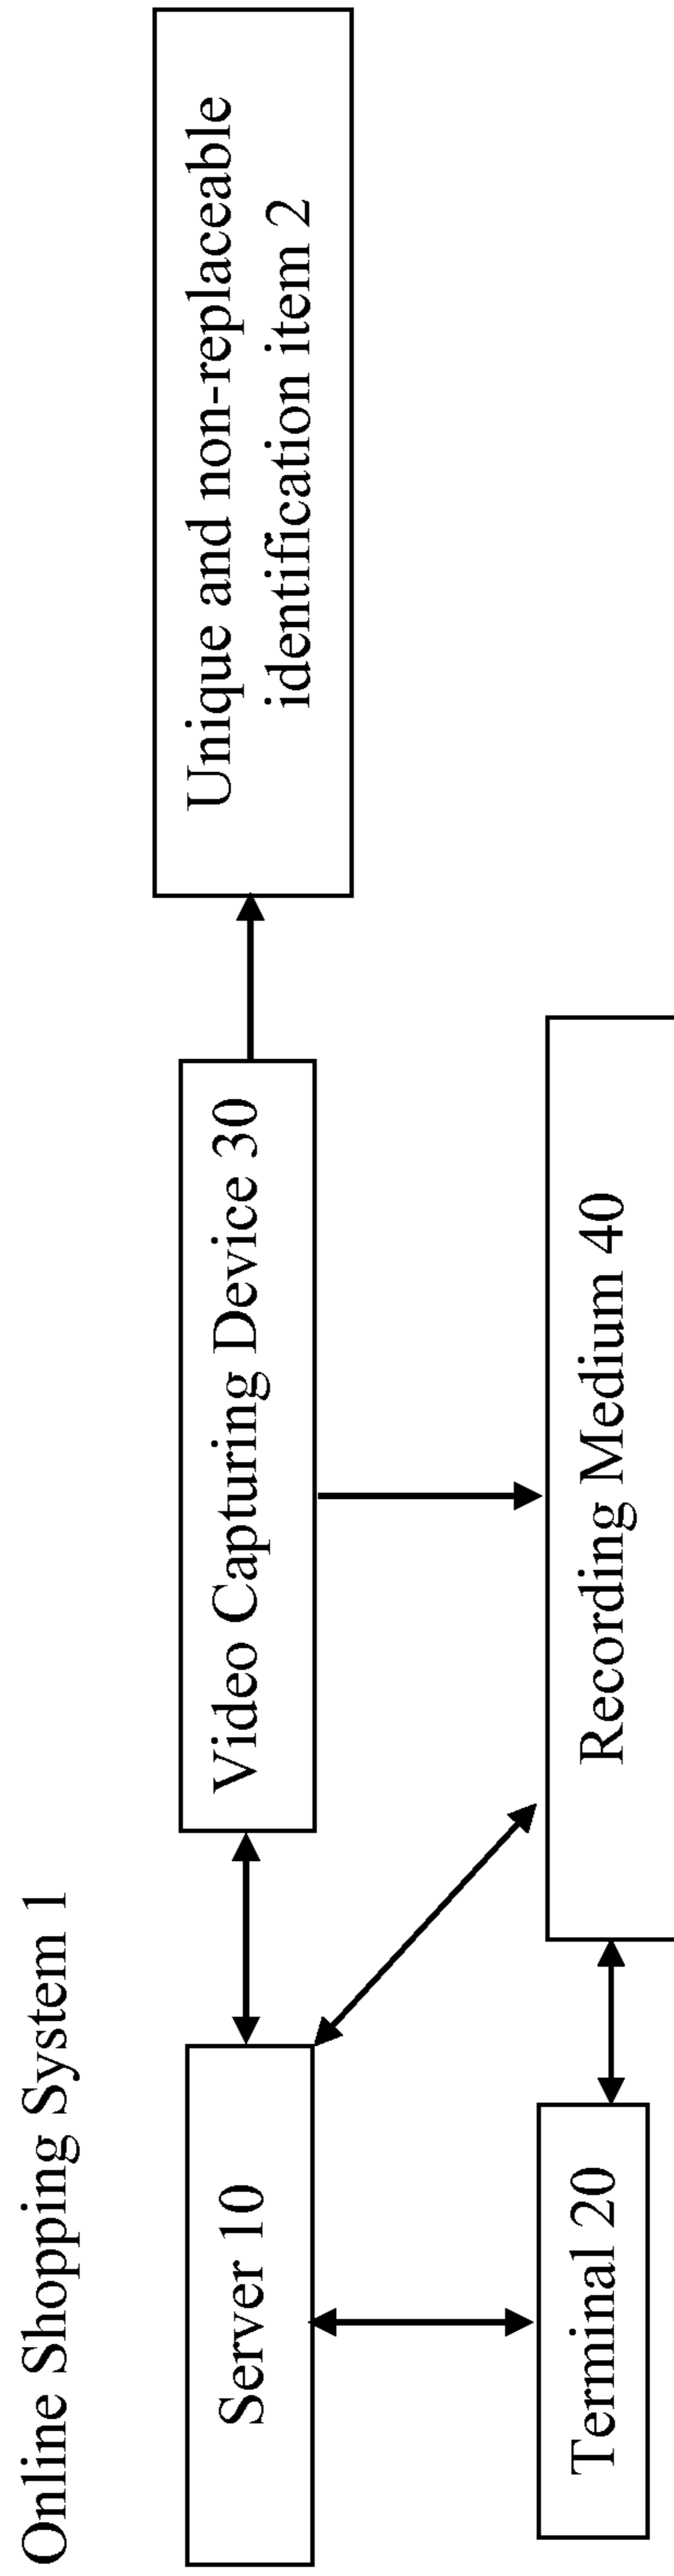 Online Shopping System 1
Server 10
Video Capturing Device 30
Unique and non-replaceable
identification item 2
Terminal 20
Recording Medium 40